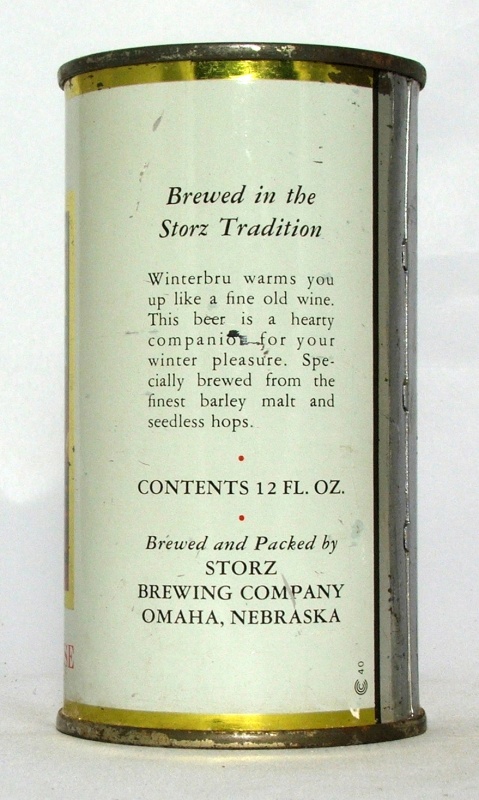 Brewed in the
Storz Tradition
Winterbru warms you
up like a fine old wine.
This beer is a hearty
companion for your
winter pleasure. Spe-
cially brewed from the
finest barley malt and
seedless hops.
CONTENTS 12 FL. OZ.
Brewed and Packed by
STORZ
BREWING COMPANY
OMAHA, NEBRASKA
SE
40